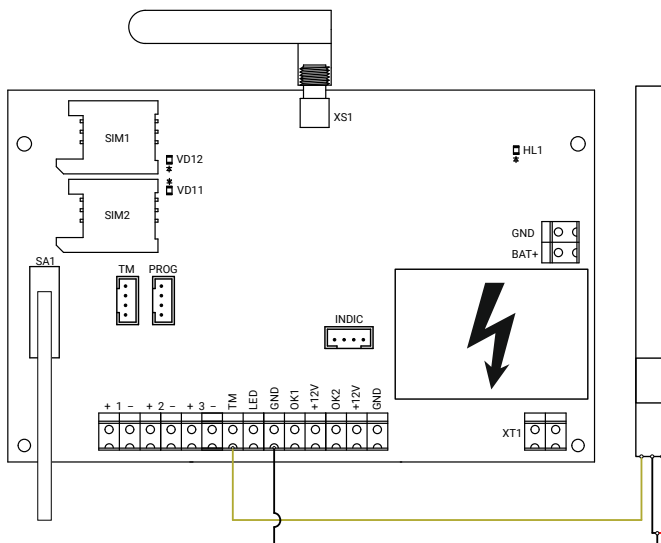 XS1
SIM1
HL1
VD12
VD11
SIM2
GND
BAT+
SA1
TM PROG
INDIC
+ 1 − + 2 − + 3 − TM LED GND OK1 +12V OK2 +12V GND
XT1